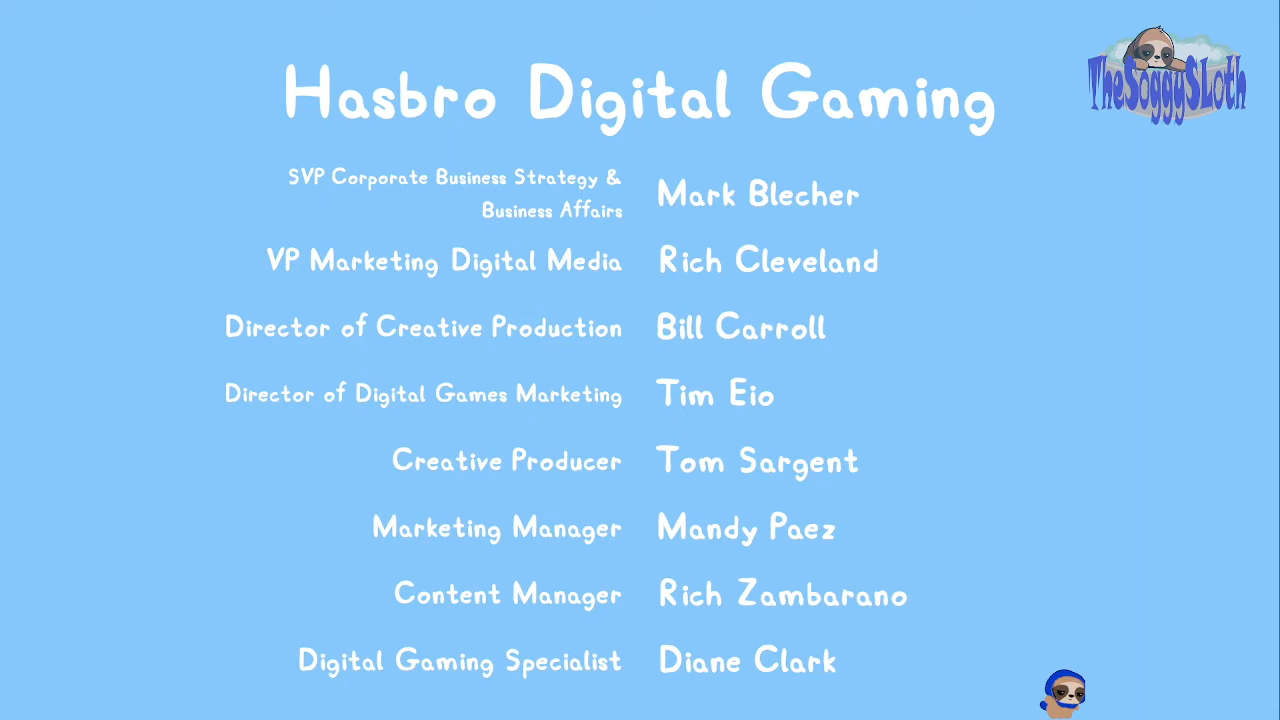 Hasbro Digital Gaming
TheSoggySLoth
SVP Corporate Business Strategy &
Business Affairs
Mark Blecher
VP Marketing Digital Media Rich Cleveland
Director of Creative Production Bill Carroll
Director of Digital Games Marketing Tim Eio
Creative Producer Tom Sargent
Marketing Manager Mandy Paez
Content Manager Rich Zambarano
Digital Gaming Specialist Diane Clark